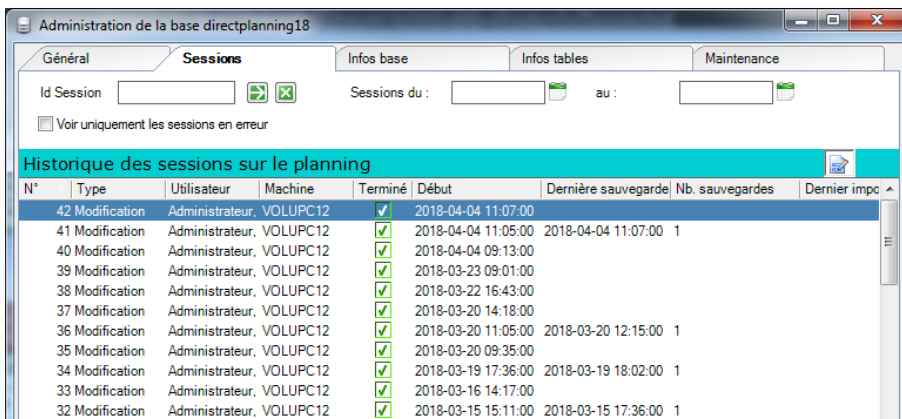 Administration de la base directplanning18
Général Sessions Infos base Infos tables Maintenance
Id Session Sessions du : au :
Voir uniquement les sessions en erreur
Historique des sessions sur le planning
N° Type Utilisateur Machine Terminé Début Dernière sauvegarde Nb. sauvegardes Dernier impo
42 Modification Administrateur, VOLUPC12 2018-04-04 11:07:00
41 Modification Administrateur, VOLUPC12 2018-04-04 11:05:00 2018-04-04 11:07:00 1
40 Modification Administrateur, VOLUPC12 2018-04-04 09:13:00
39 Modification Administrateur, VOLUPC12 2018-03-23 09:01:00
38 Modification Administrateur, VOLUPC12 2018-03-22 16:43:00
37 Modification Administrateur, VOLUPC12 2018-03-20 14:18:00
36 Modification Administrateur, VOLUPC12 2018-03-20 11:05:00 2018-03-20 12:15:00 1
35 Modification Administrateur, VOLUPC12 2018-03-20 09:35:00
34 Modification Administrateur, VOLUPC12 2018-03-19 17:36:00 2018-03-19 18:02:00 1
33 Modification Administrateur, VOLUPC12 2018-03-16 14:17:00
32 Modification Administrateur, VOLUPC12 2018-03-15 15:11:00 2018-03-15 17:36:00 1